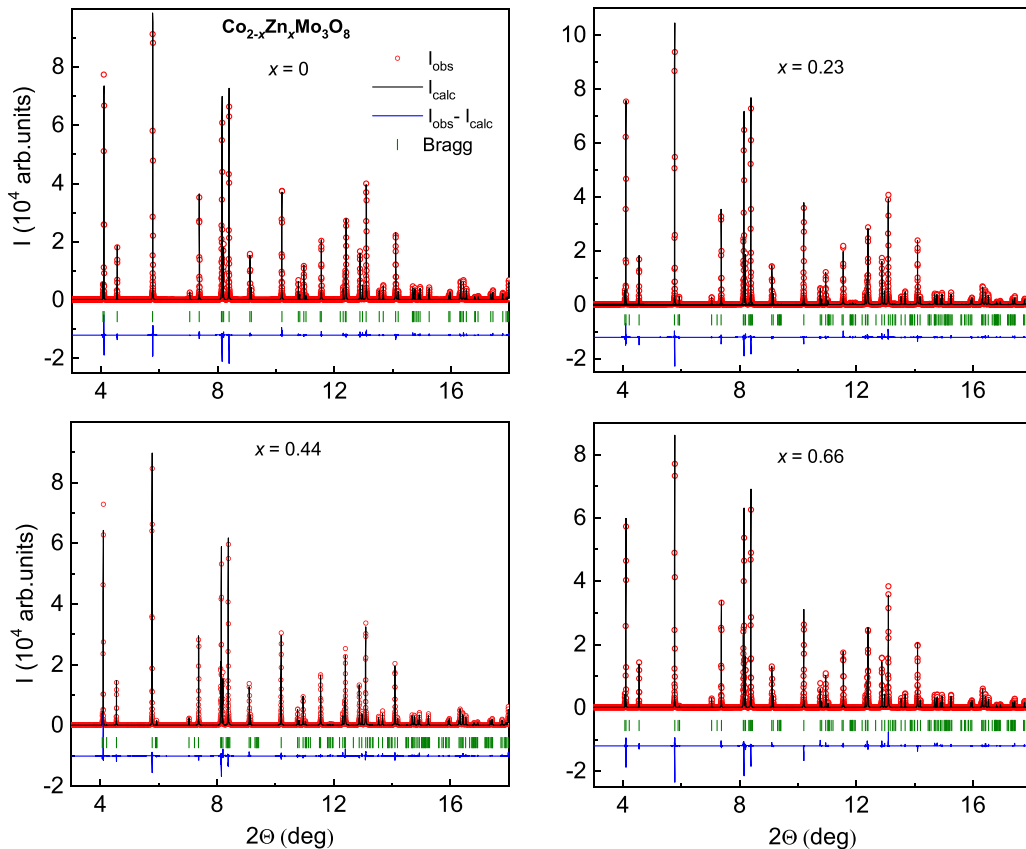 Co2-xZnxMo3O8
x = 0
Iobs
Icalc
Iobs- Icalc
Bragg
I (10^4 arb.units)
8
6
4
2
0
-2
4 8 12 16
x = 0.23
10
8
6
4
2
0
-2
4 8 12 16
x = 0.44
I (10^4 arb.units)
8
6
4
2
0
-2
4 8 12 16
2Θ (deg)
x = 0.66
8
6
4
2
0
-2
4 8 12 16
2Θ (deg)